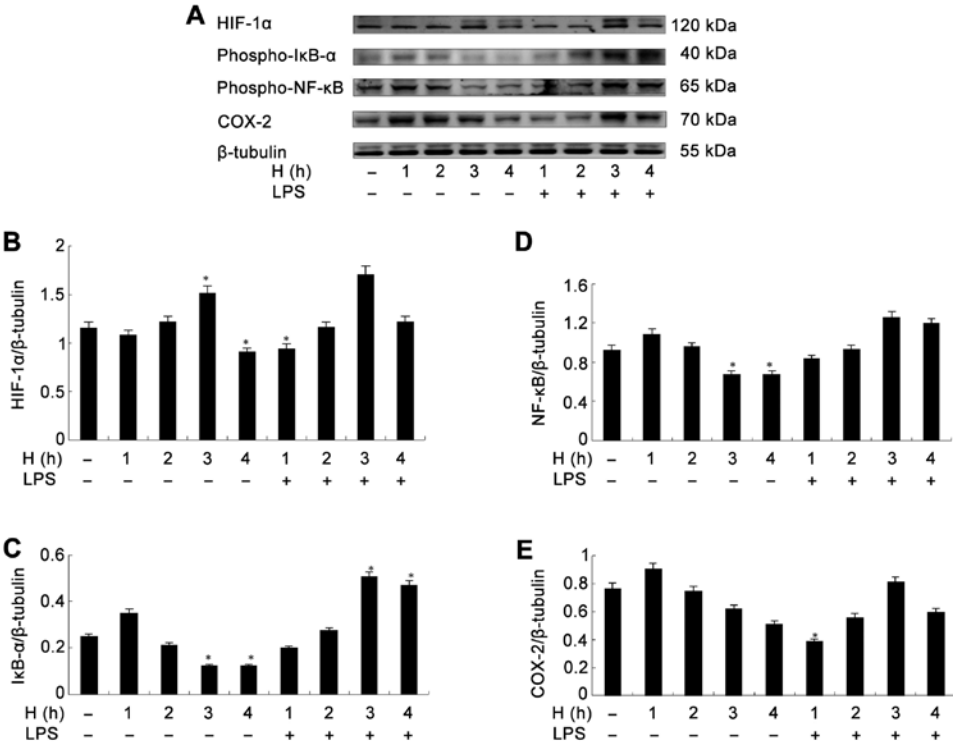 A
HIF-1α 120 kDa
Phospho-IκB-α 40 kDa
Phospho-NF-κB 65 kDa
COX-2 70 kDa
β-tubulin 55 kDa
H (h) – 1 2 3 4 1 2 3 4
LPS – – – – – + + + +
B
HIF-1α/β-tubulin
2
1.5
1
0.5
0
* * *
H (h) – 1 2 3 4 1 2 3 4
LPS – – – – – + + + +
D
NF-κB/β-tubulin
1.6
1.2
0.8
0.4
0
* *
H (h) – 1 2 3 4 1 2 3 4
LPS – – – – – + + + +
C
IκB-α/β-tubulin
0.6
0.4
0.2
0
* * * *
H (h) – 1 2 3 4 1 2 3 4
LPS – – – – – + + + +
E
COX-2/β-tubulin
1
0.8
0.6
0.4
0.2
0
*
H (h) – 1 2 3 4 1 2 3 4
LPS – – – – – + + + +